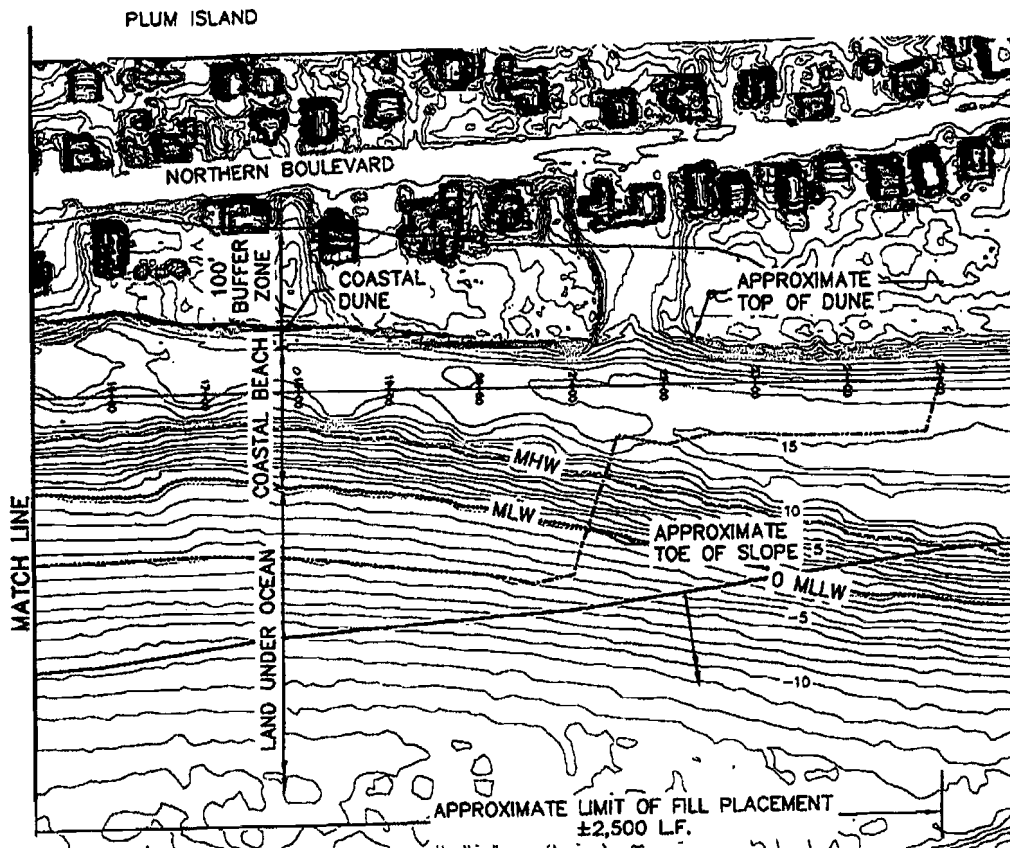 PLUM ISLAND
NORTHERN BOULEVARD
100'
BUFFER
ZONE
COASTAL
DUNE
APPROXIMATE
TOP OF DUNE
COASTAL BEACH
15
MHW
MLW
10
APPROXIMATE
TOE OF SLOPE
5
0 MLLW
-5
-10
MATCH LINE
LAND UNDER OCEAN
APPROXIMATE LIMIT OF FILL PLACEMENT
±2,500 L.F.